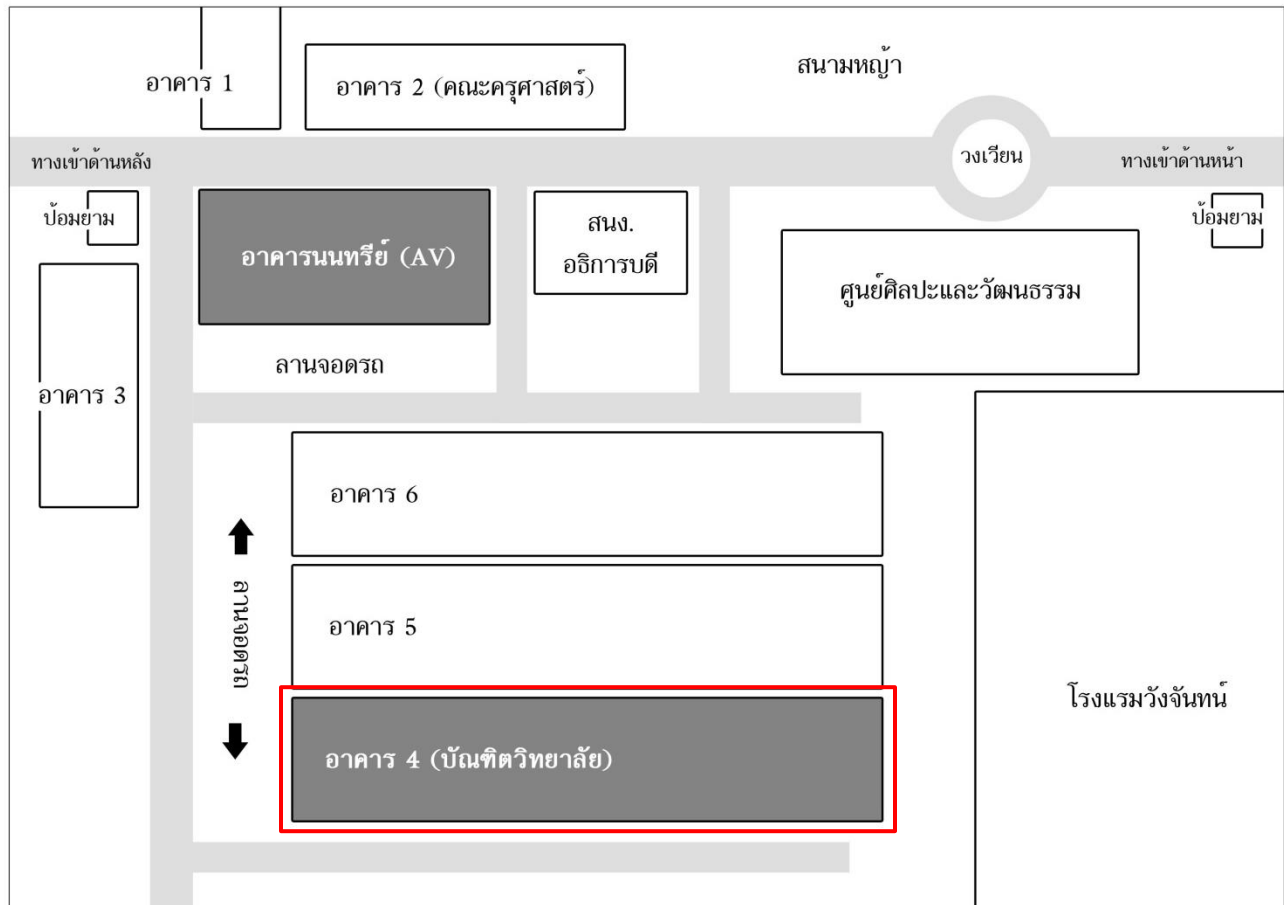 สนามหญ้า
อาคาร 1
อาคาร 2 (คณะครุศาสตร์)
ทางเข้าด้านหลัง
วงเวียน
ทางเข้าด้านหน้า
ป้อมยาม
ป้อมยาม
อาคารนนทรีย์ (AV)
สนง.
อธิการบดี
ศูนย์ศิลปะและวัฒนธรรม
ลานจอดรถ
อาคาร 3
อาคาร 6
ลานจอดรถ
อาคาร 5
โรงแรมวังจันทน์
อาคาร 4 (บัณฑิตวิทยาลัย)